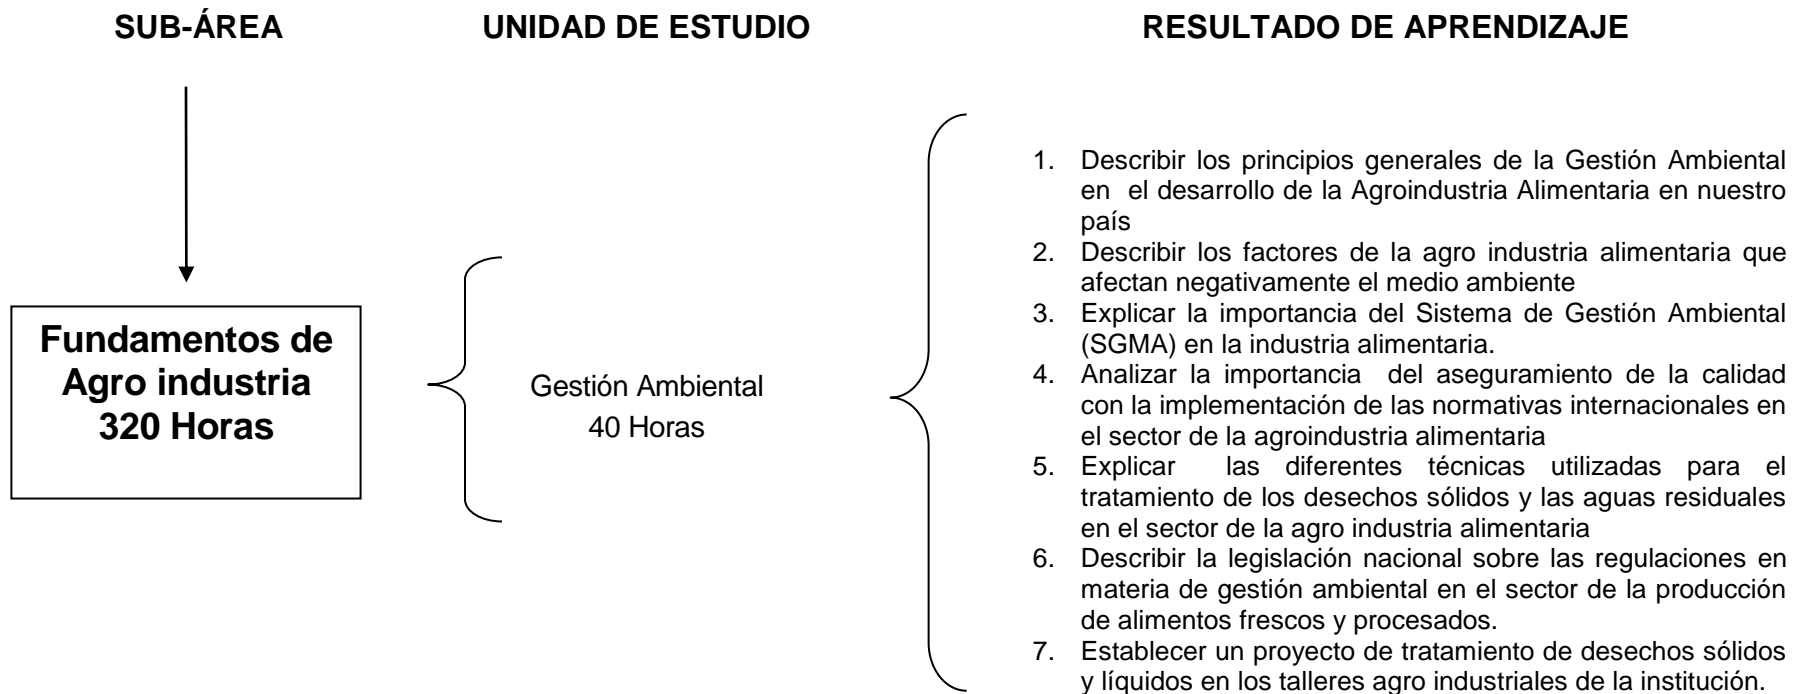 SUB-ÁREA
UNIDAD DE ESTUDIO
RESULTADO DE APRENDIZAJE
Fundamentos de
Agro industria
320 Horas
Gestión Ambiental
40 Horas
1. Describir los principios generales de la Gestión Ambiental
en el desarrollo de la Agroindustria Alimentaria en nuestro
país
2. Describir los factores de la agro industria alimentaria que
afectan negativamente el medio ambiente
3. Explicar la importancia del Sistema de Gestión Ambiental
(SGMA) en la industria alimentaria.
4. Analizar la importancia del aseguramiento de la calidad
con la implementación de las normativas internacionales en
el sector de la agroindustria alimentaria
5. Explicar las diferentes técnicas utilizadas para el
tratamiento de los desechos sólidos y las aguas residuales
en el sector de la agro industria alimentaria
6. Describir la legislación nacional sobre las regulaciones en
materia de gestión ambiental en el sector de la producción
de alimentos frescos y procesados.
7. Establecer un proyecto de tratamiento de desechos sólidos
y líquidos en los talleres agro industriales de la institución.